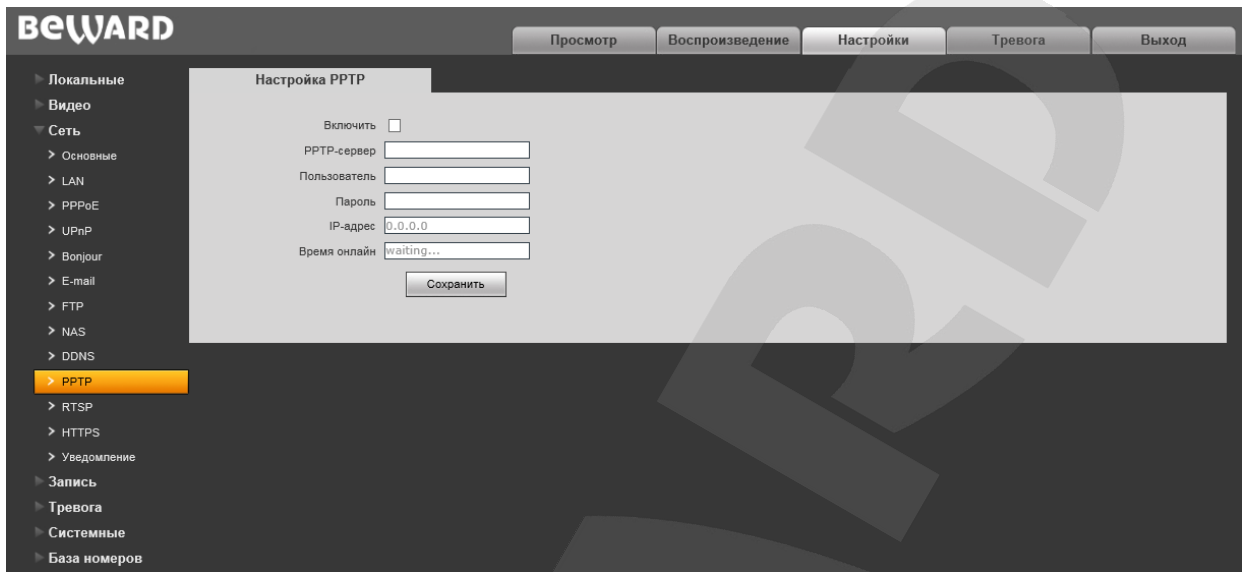 BEWARD
Просмотр
Воспроизведение
Настройки
Тревога
Выход
Локальные
Видео
Сеть
Основные
LAN
PPPoE
UPnP
Bonjour
E-mail
FTP
NAS
DDNS
PPTP
RTSP
HTTPS
Уведомление
Запись
Тревога
Системные
База номеров
Настройка PPTP
Включить
PPTP-сервер
Пользователь
Пароль
IP-адрес 0.0.0.0
Время онлайн waiting...
Сохранить